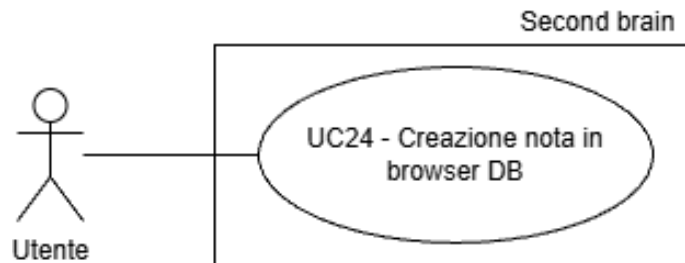 Second brain
UC24 - Creazione nota in
browser DB
Utente